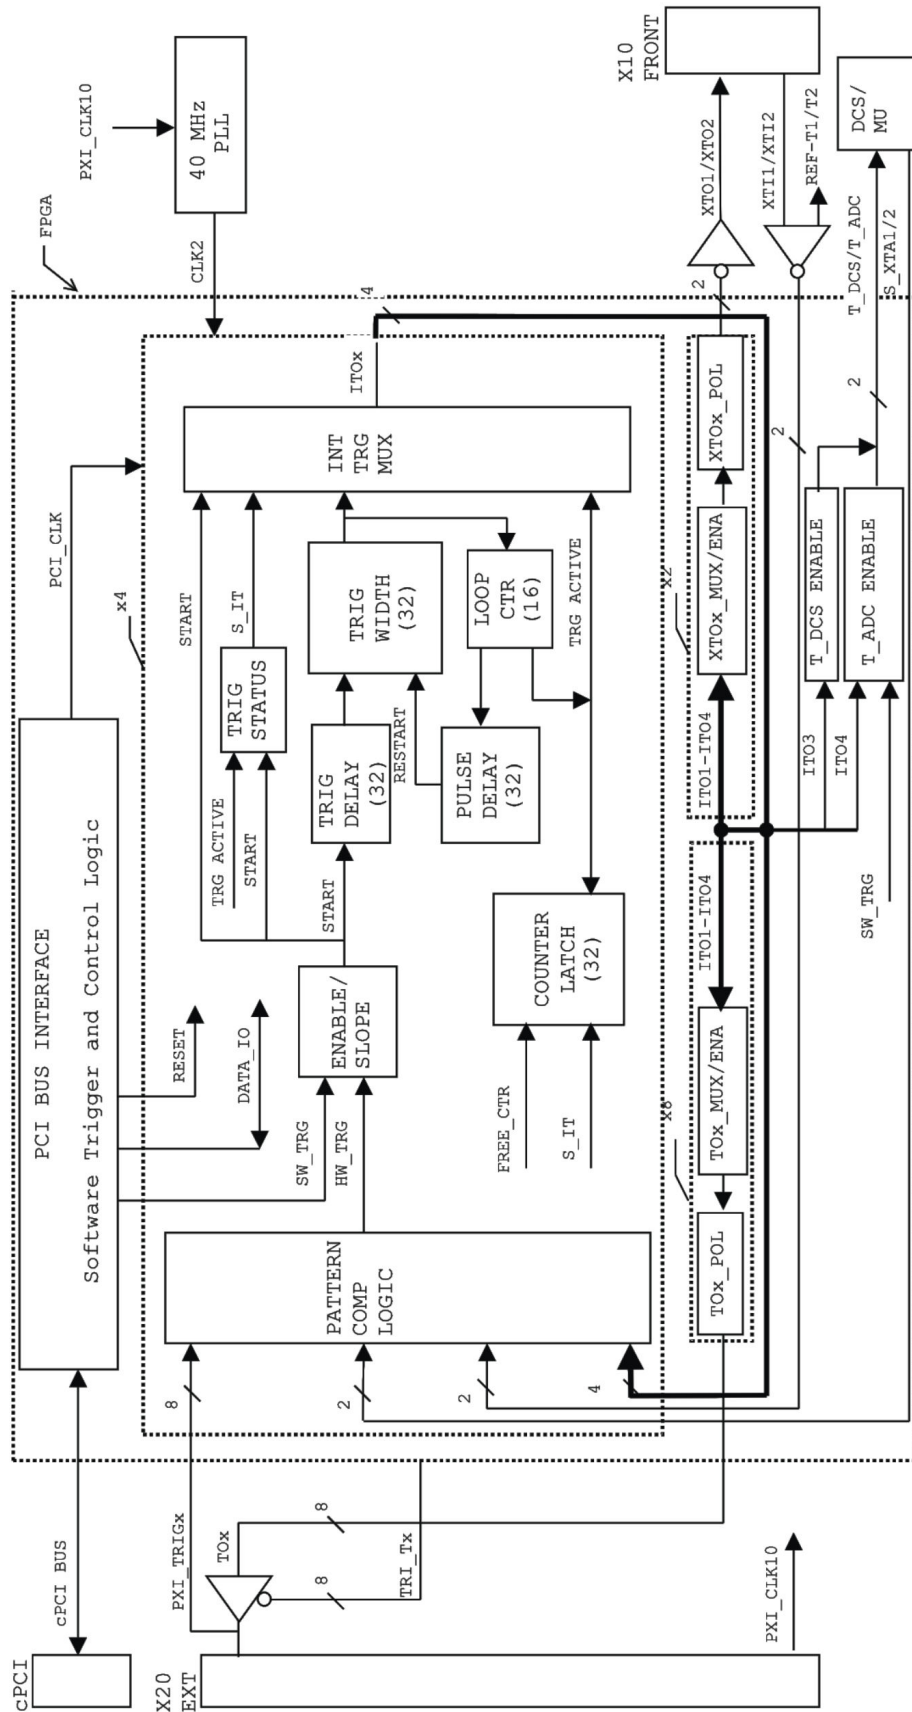 cPCI
cPCI BUS
PCI BUS INTERFACE
Software Trigger and Control Logic
PCI_CLK
FPGA
PXI_CLK10
40 MHz
PLL
CLK2
x4
RESET
DATA_IO
SW_TRG
HW_TRG
TRG ACTIVE
START
START
S_IT
TRIG
STATUS
ENABLE/
SLOPE
START
TRIG
DELAY
(32)
TRIG
WIDTH
(32)
RESTART
PULSE
DELAY
(32)
LOOP
CTR
(16)
INT
TRG
MUX
ITOx
4
TRG ACTIVE
FREE_CTR
S_IT
COUNTER
LATCH
(32)
PATTERN
COMP
LOGIC
8
2
2
4
X20
EXT
PXI_TRIGx
TOx
8
8
TRI_Tx
PXI_CLK10
TOx_POL
TOx_MUX/ENA
x8
ITO1-ITO4
ITO1-ITO4
x2
XTOx_MUX/ENA
XTOx_POL
2
XTO1/XTO2
X10
FRONT
XTI1/XTI2
REF-T1/T2
2
SW_TRG
ITO3
ITO4
T_DCS ENABLE
T_ADC ENABLE
2
T_DCS/T_ADC
S_XTA1/2
DCS/
MU